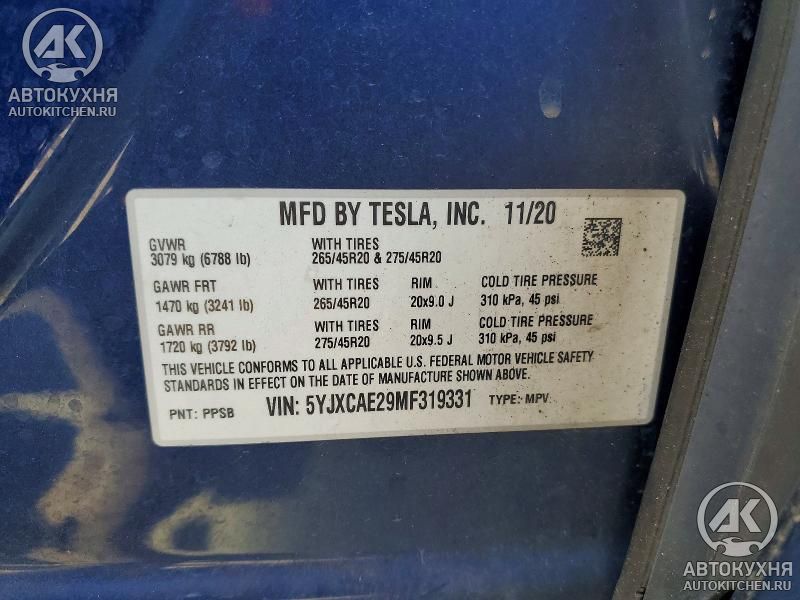 AK
АВТОКУХНЯ
AUTOKITCHEN.RU
MFD BY TESLA, INC. 11/20
GVWR WITH TIRES
3079 kg (6788 lb) 265/45R20 & 275/45R20
GAWR FRT WITH TIRES RIM COLD TIRE PRESSURE
1470 kg (3241 lb) 265/45R20 20x9.0 J 310 kPa, 45 psi
GAWR RR WITH TIRES RIM COLD TIRE PRESSURE
1720 kg (3792 lb) 275/45R20 20x9.5 J 310 kPa, 45 psi
THIS VEHICLE CONFORMS TO ALL APPLICABLE U.S. FEDERAL MOTOR VEHICLE SAFETY
STANDARDS IN EFFECT ON THE DATE OF MANUFACTURE SHOWN ABOVE.
PNT: PPSB VIN: 5YJXCAE29MF319331 TYPE: MPV
AK
АВТОКУХНЯ
AUTOKITCHEN.RU